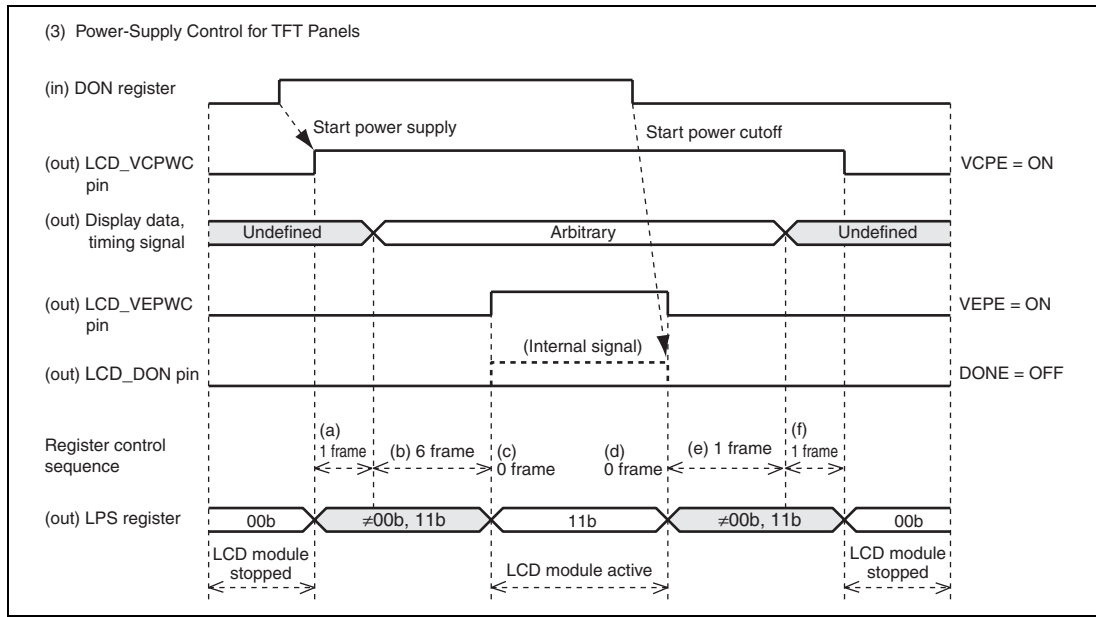 (3) Power-Supply Control for TFT Panels
(in) DON register
Start power supply
Start power cutoff
(out) LCD_VCPWC
pin
VCPE = ON
(out) Display data,
timing signal
Undefined
Arbitrary
Undefined
(out) LCD_VEPWC
pin
VEPE = ON
(Internal signal)
(out) LCD_DON pin
DONE = OFF
Register control
sequence
(a)
1 frame
(b) 6 frame
(c)
0 frame
(d)
0 frame
(e) 1 frame
(f)
1 frame
(out) LPS register
00b
≠00b, 11b
11b
≠00b, 11b
00b
LCD module
stopped
LCD module active
LCD module
stopped